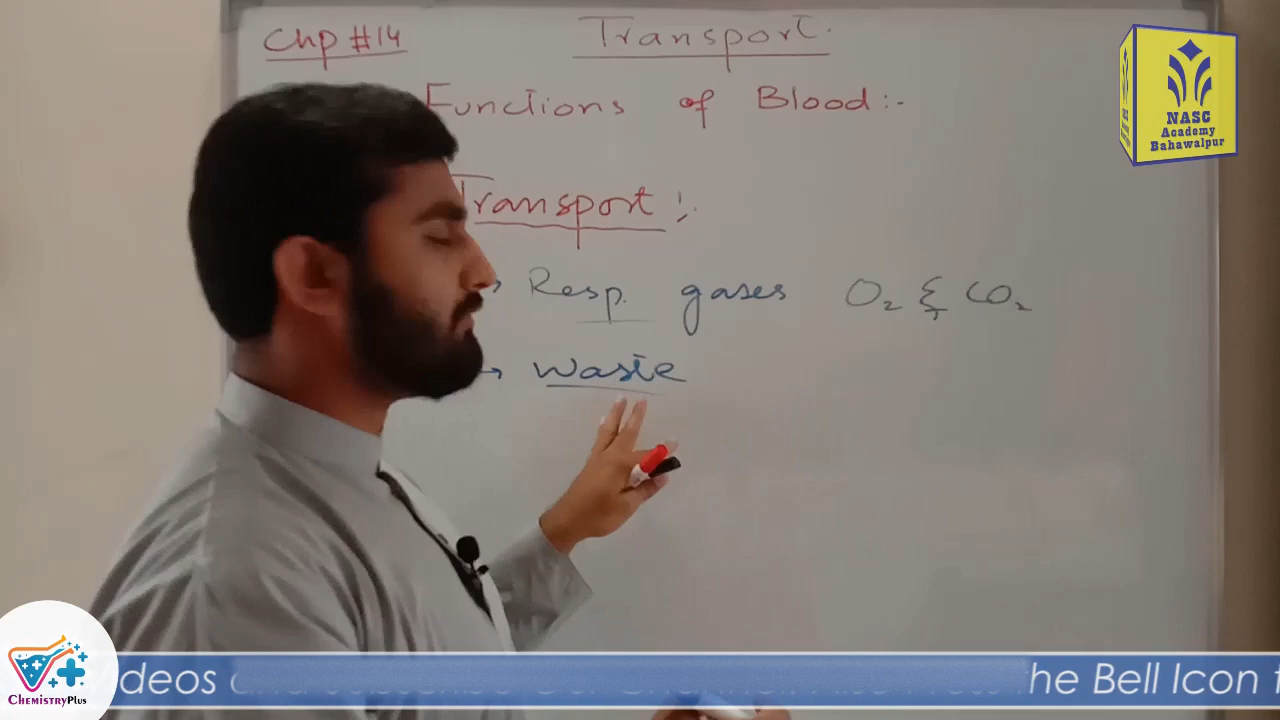 Chp #14 Transport.
Functions of Blood:-
Transport :-
→ Resp. gases O2 & CO2
→ Waste
NASC
Academy
Bahawalpur
CHEMISTRYPLUS
he Bell Icon